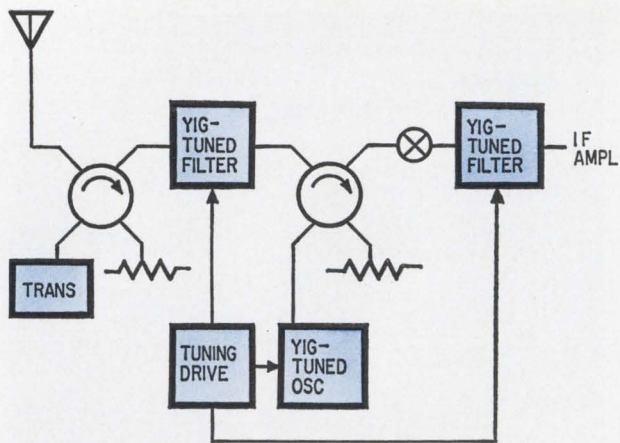 YIG-
TUNED
FILTER
YIG-
TUNED
FILTER
IF
AMPL
TRANS
TUNING
DRIVE
YIG-
TUNED
OSC